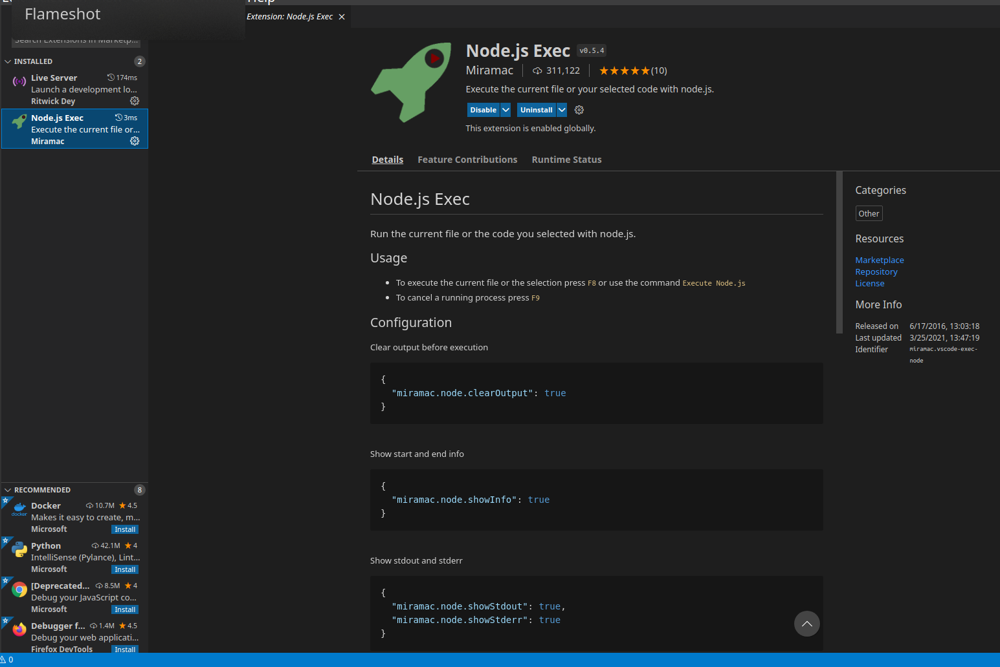 Help
Flameshot
Extension: Node.js Exec
Search Extensions in Marketp...
INSTALLED
2
Live Server
174ms
Launch a development lo...
Ritwick Dey
Node.js Exec
3ms
Execute the current file or...
Miramac
RECOMMENDED
8
Docker
10.7M
4.5
docker
Makes it easy to create, m...
Microsoft
Install
Python
42.1M
4
IntelliSense (Pylance), Lint...
Microsoft
Install
[Deprecated...
8.5M
4
Debug your JavaScript co...
Microsoft
Install
Debugger f...
1.4M
4.5
Debug your web applicati...
Firefox DevTools
Install
Node.js Exec
v0.5.4
Miramac
311,122
(10)
Execute the current file or your selected code with node.js.
Disable
Uninstall
This extension is enabled globally.
Details
Feature Contributions
Runtime Status
Node.js Exec
Run the current file or the code you selected with node.js.
Usage
To execute the current file or the selection press F8 or use the command Execute Node.js
To cancel a running process press F9
Configuration
Clear output before execution
{
"miramac.node.clearOutput": true
}
Show start and end info
{
"miramac.node.showInfo": true
}
Show stdout and stderr
{
"miramac.node.showStdout": true,
"miramac.node.showStderr": true
}
Categories
Other
Resources
Marketplace
Repository
License
More Info
Released on 6/17/2016, 13:03:18
Last updated 3/25/2021, 13:47:19
Identifier miramac.vscode-exec-
node
0